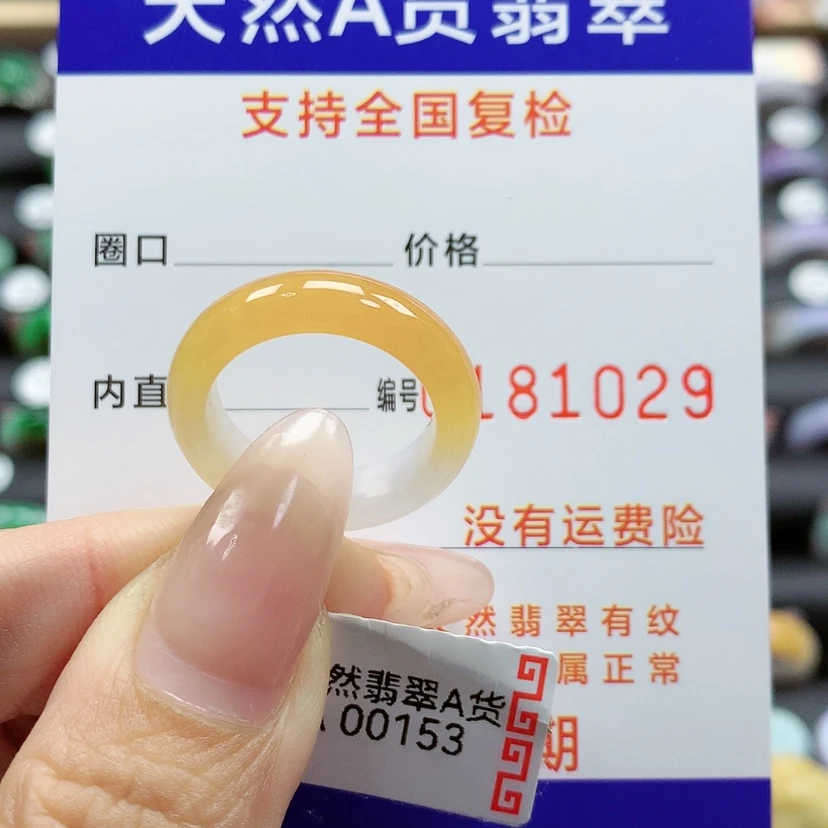 天然A货翡翠
支持全国复检
圈口 价格
内直 编号 181029
没有运费险
然翡翠有纹
属正常
期
然翡翠A货
00153